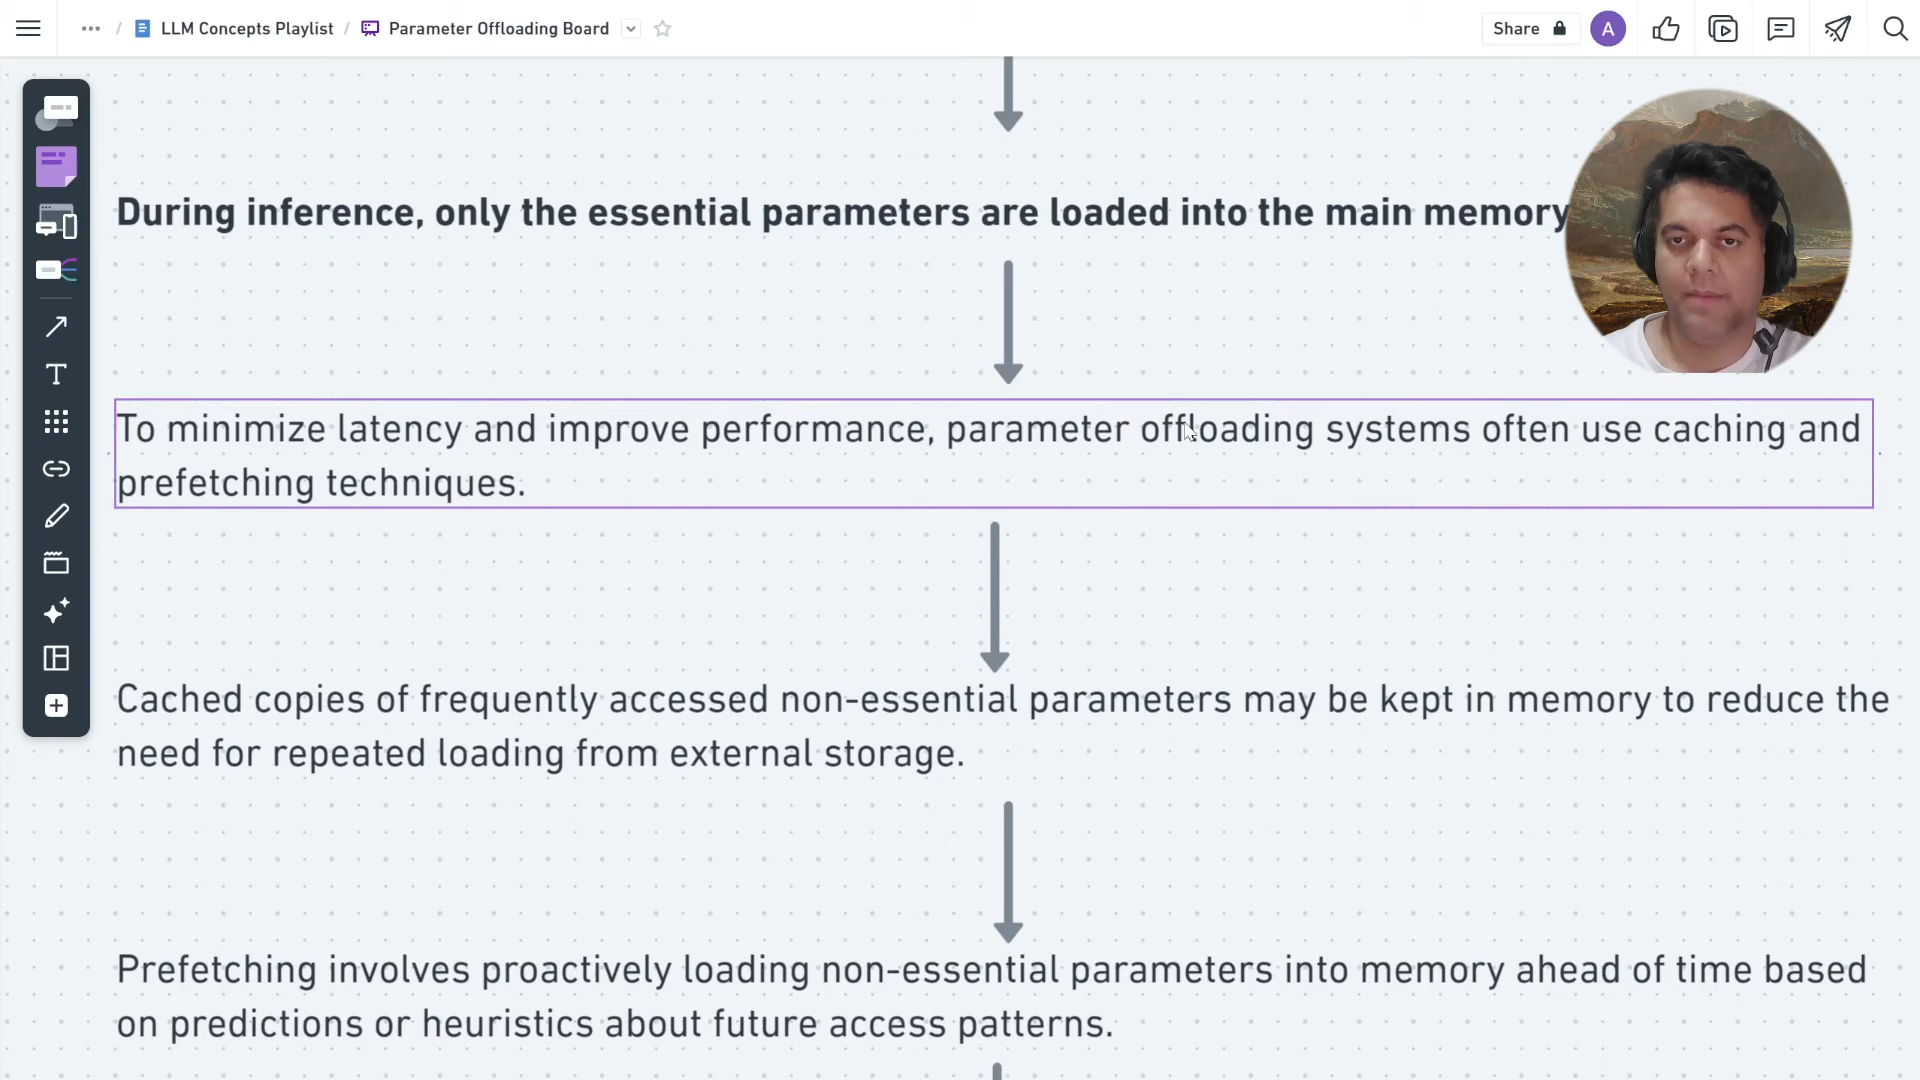 ... / LLM Concepts Playlist / Parameter Offloading Board
Share
A
During inference, only the essential parameters are loaded into the main memory
To minimize latency and improve performance, parameter offloading systems often use caching and
prefetching techniques.
Cached copies of frequently accessed non-essential parameters may be kept in memory to reduce the
need for repeated loading from external storage.
Prefetching involves proactively loading non-essential parameters into memory ahead of time based
on predictions or heuristics about future access patterns.